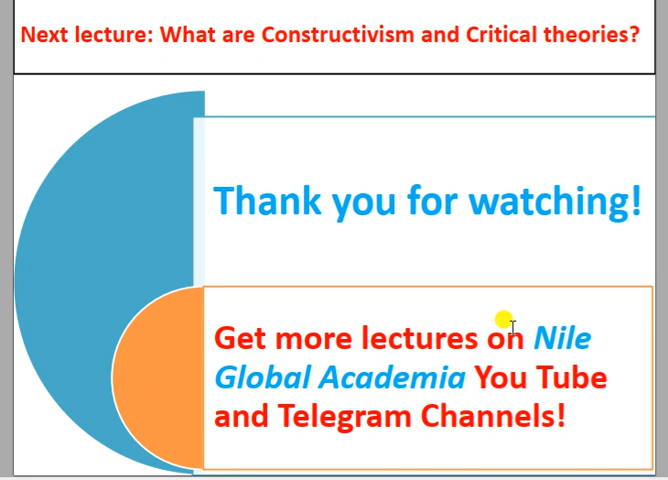 Next lecture: What are Constructivism and Critical theories?
Thank you for watching!
Get more lectures on Nile
Global Academia You Tube
and Telegram Channels!